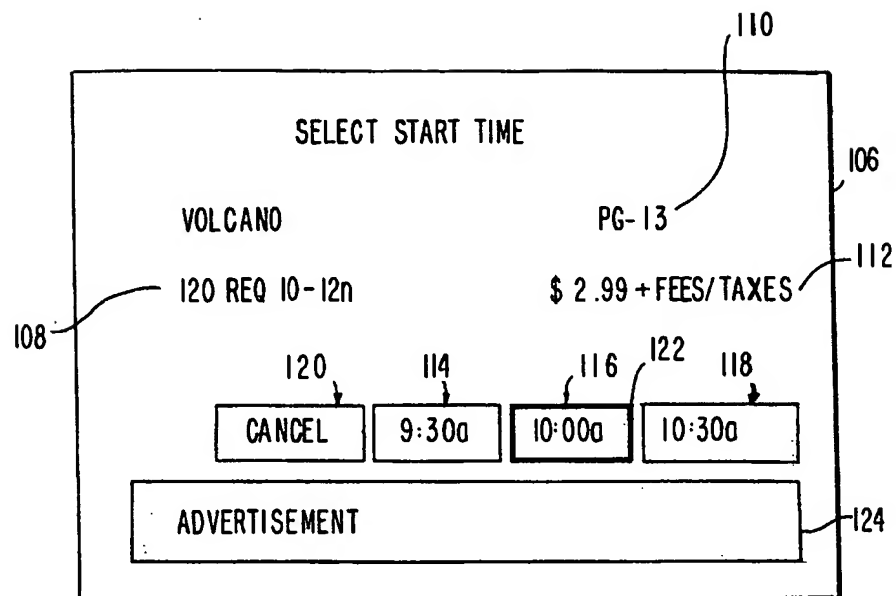 110
SELECT START TIME
106
VOLCANO PG-13
112
120 REQ 10-12n $ 2.99 + FEES/TAXES
108
120 114 116 122 118
CANCEL 9:30a 10:00a 10:30a
ADVERTISEMENT
124